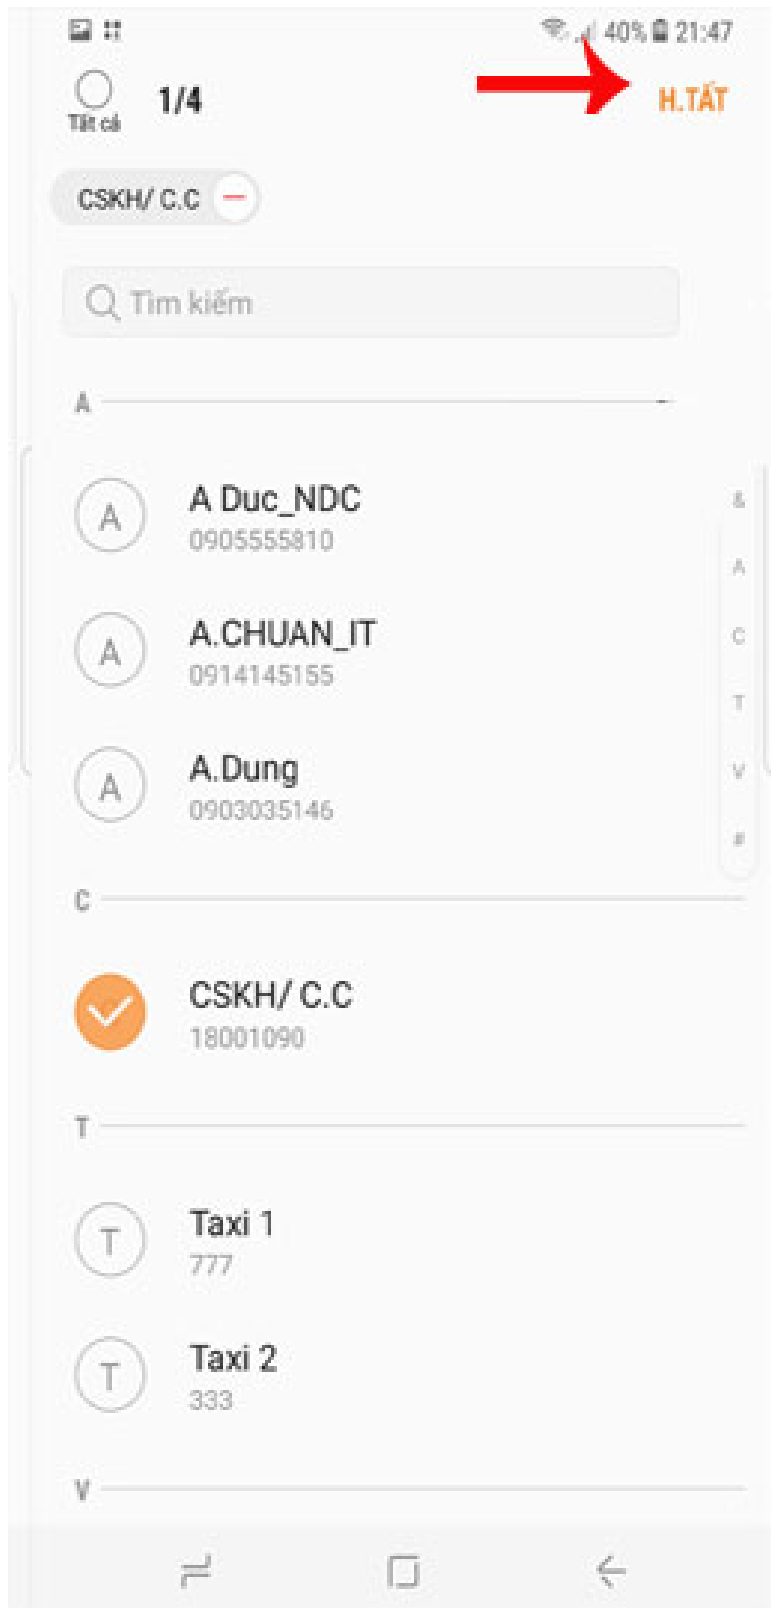 40% 21:47
Tất cả
1/4
H.TẤT
CSKH/ C.C
Tìm kiếm
A
A
A Duc_NDC
0905555810
A
A.CHUAN_IT
0914145155
A
A.Dung
0903035146
&
A
C
T
V
#
C
CSKH/ C.C
18001090
T
T
Taxi 1
777
T
Taxi 2
333
V